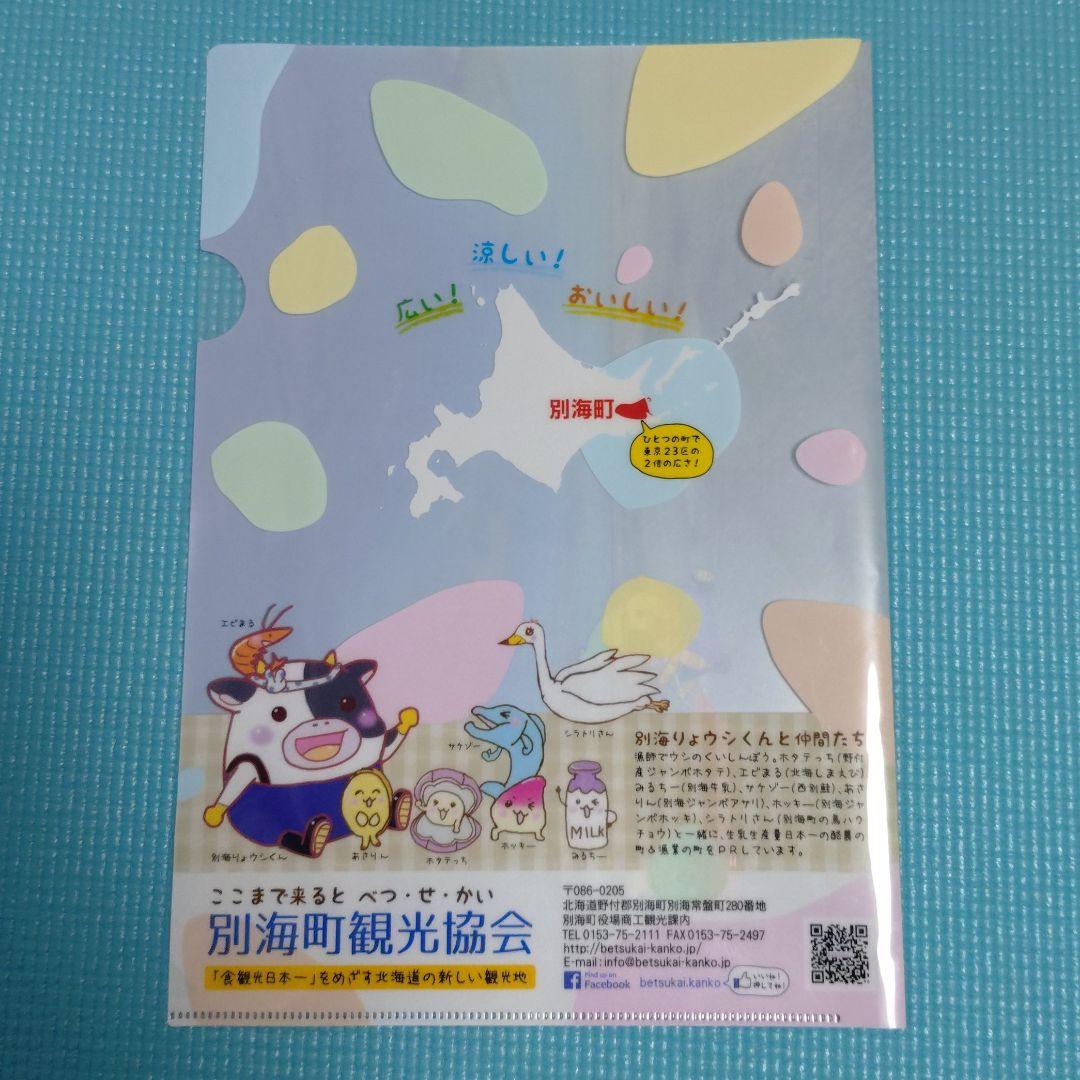 涼しい!
広い!
おいしい!
別海町
ひとつの町で
東京23区の
2倍の広さ!
エビまる
シラトリさん
サケゾー
別海りょウシくん
あさりん
ホタテっち
ホッキー
MILK
みるちー
別海りょウシくんと仲間たち
漁師でウシのくいしんぼう。ホタテっち(野付
産ジャンボホタテ)、エビまる(北海しまえび)
みるちー(別海牛乳)、サケゾー(西別鮭)、あさ
りん(別海ジャンボアサリ)、ホッキー(別海ジャ
ンボホッキ)、シラトリさん(別海町の鳥ハク
チョウ)と一緒に、生乳生産量日本一の酪農の
町&漁業の町をPRしています。
ここまで来ると べつ・せ・かい
別海町観光協会
「食観光日本一」をめざす北海道の新しい観光地
〒086-0205
北海道野付郡別海町別海常盤町280番地
別海町役場商工観光課内
TEL 0153-75-2111 FAX 0153-75-2497
http://betsukai-kanko.jp/
E-mail:info@betsukai-kanko.jp
Find us on
Facebook
betsukai.kanko
いいね!
押してね!